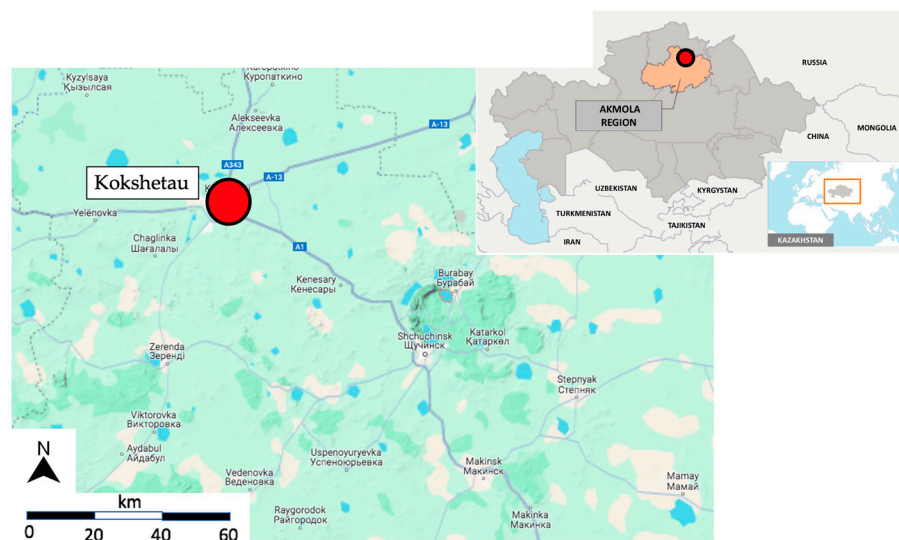 Kyzylsaya
Қызылсая
Куропаткино
Alekseevka
Алексеевка
A-13
A343
A-13
Kokshetau
Yelënovka
A1
Chaglinka
Шағалалы
Kenesary
Кенесары
Burabay
Бурабай
Shchuchinsk
Щучинск
Katarkol
Қатаркөл
Zerenda
Зеренді
Stepnyak
Степняк
Viktorovka
Викторовка
Aydabul
Айдабул
Uspenoyuryevka
Успеноюрьевка
Vedenovka
Веденовка
Makinsk
Макинск
Mamay
Мамай
Raygorodok
Райгородок
Makinka
Макинка
N
km
0 20 40 60
RUSSIA
AKMOLA
REGION
MONGOLIA
CHINA
UZBEKISTAN
KYRGYSTAN
TURKMENISTAN
TAJIKISTAN
IRAN
KAZAKHSTAN